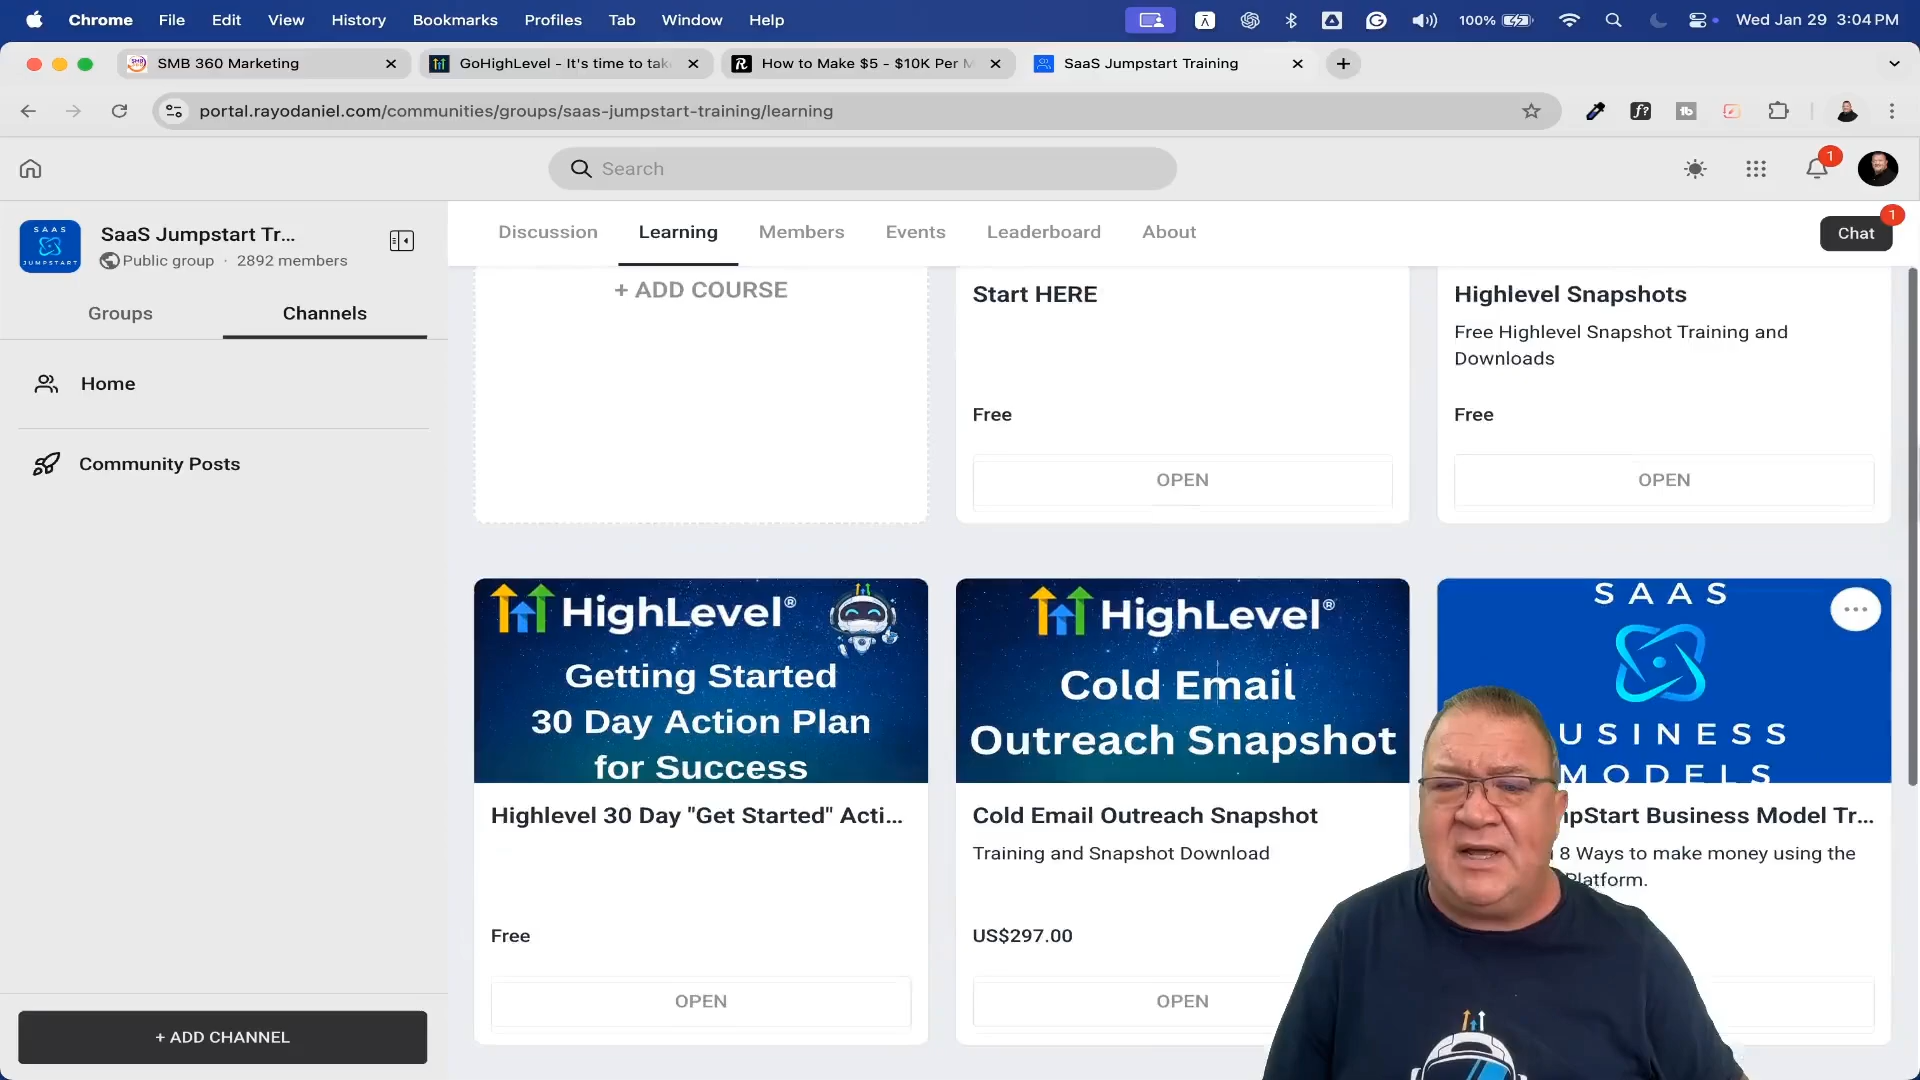 Chrome File Edit View History Bookmarks Profiles Tab Window Help 100% Wed Jan 29 3:04 PM
SMB 360 Marketing
GoHighLevel - It's time to tak
How to Make $5 - $10K Per M
SaaS Jumpstart Training
portal.rayodaniel.com/communities/groups/saas-jumpstart-training/learning
Search
1
SAAS
JUMPSTART
SaaS Jumpstart Tr...
Public group · 2892 members
Groups
Channels
Home
Community Posts
+ ADD CHANNEL
Discussion Learning Members Events Leaderboard About
Chat
1
+ ADD COURSE
Start HERE
Free
OPEN
Highlevel Snapshots
Free Highlevel Snapshot Training and
Downloads
Free
OPEN
HighLevel®
Getting Started
30 Day Action Plan
for Success
Highlevel 30 Day "Get Started" Acti...
Free
OPEN
HighLevel®
Cold Email
Outreach Snapshot
Cold Email Outreach Snapshot
Training and Snapshot Download
US$297.00
OPEN
SAAS
USINESS
MODELS
pStart Business Model Tr...
8 Ways to make money using the
Platform.